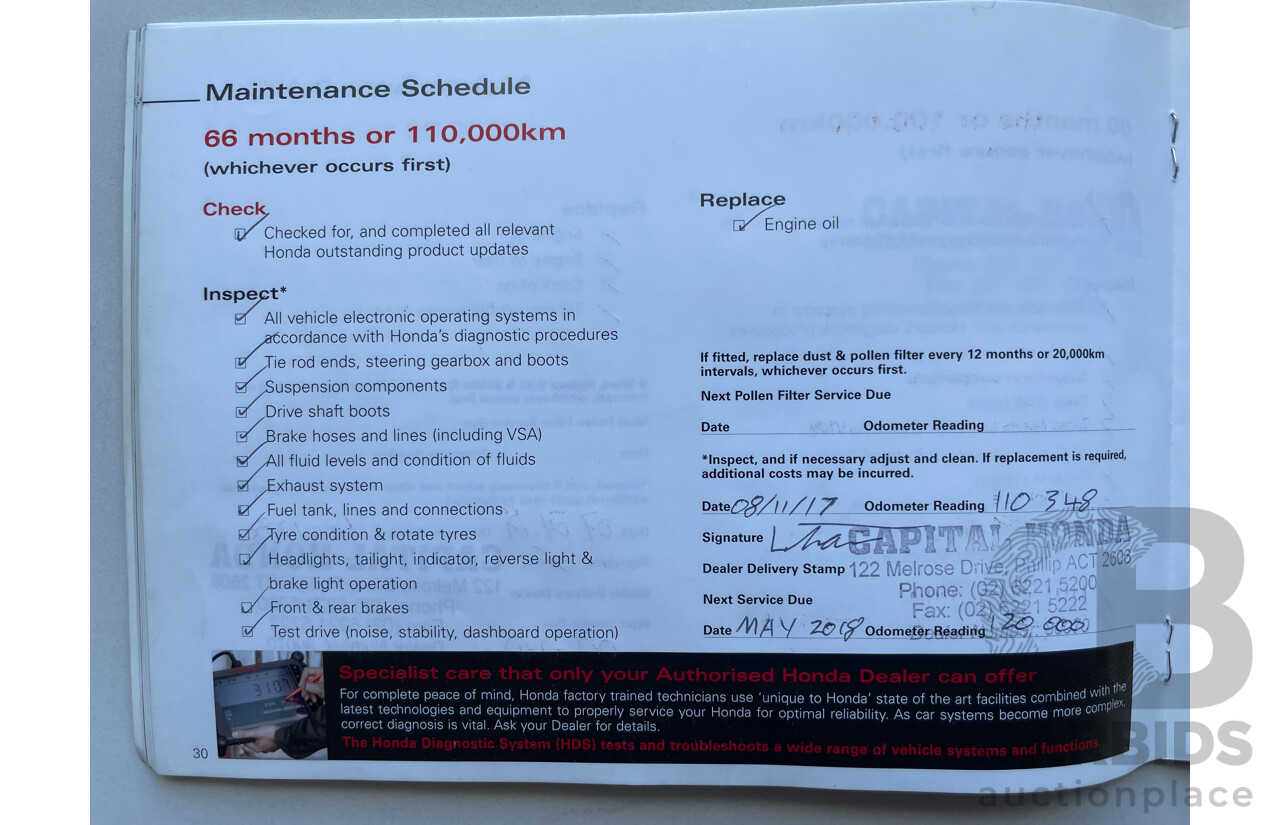 Maintenance Schedule
66 months or 110,000km
(whichever occurs first)
Check
Checked for, and completed all relevant
Honda outstanding product updates
Inspect*
All vehicle electronic operating systems in
accordance with Honda's diagnostic procedures
Tie rod ends, steering gearbox and boots
Suspension components
Drive shaft boots
Brake hoses and lines (including VSA)
All fluid levels and condition of fluids
Exhaust system
Fuel tank, lines and connections
Tyre condition & rotate tyres
Headlights, tailight, indicator, reverse light &
brake light operation
Front & rear brakes
Test drive (noise, stability, dashboard operation)
Replace
Engine oil
If fitted, replace dust & pollen filter every 12 months or 20,000km
intervals, whichever occurs first.
Next Pollen Filter Service Due
Date Odometer Reading
*Inspect, and if necessary adjust and clean. If replacement is required,
additional costs may be incurred.
Date 08/11/17 Odometer Reading 110 348
Signature CAPITAL HONDA
Dealer Delivery Stamp 122 Melrose Drive, Phillip ACT 2606
Phone: (02) 6221 5200
Next Service Due
Fax: (02) 6221 5222
Date MAY 2018 Odometer Reading
Specialist care that only your Authorised Honda Dealer can offer
For complete peace of mind, Honda factory trained technicians use 'unique to Honda' state of the art facilities combined with the
latest technologies and equipment to properly service your Honda for optimal reliability. As car systems become more complex,
correct diagnosis is vital. Ask your Dealer for details.
The Honda Diagnostic System (HDS) tests and troubleshoots a wide range of vehicle systems and functions.
30
B
BIDS
auctionplace